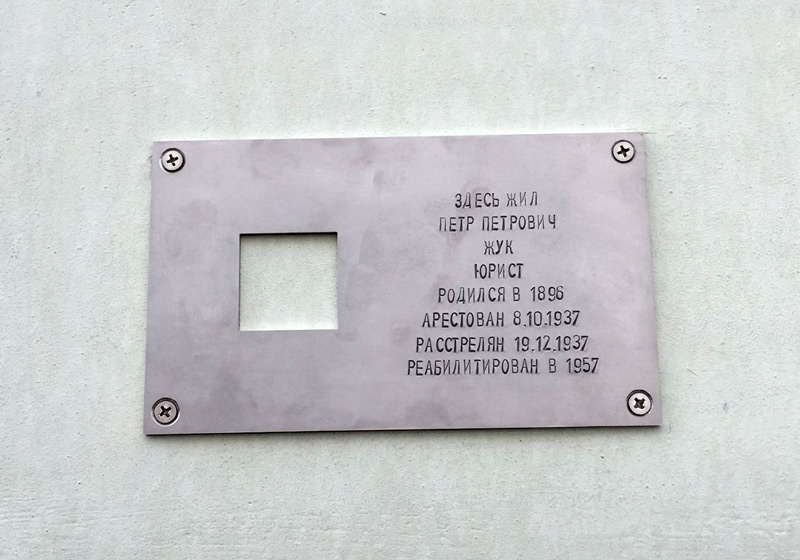 ЗДЕСЬ ЖИЛ
ПЕТР ПЕТРОВИЧ
ЖУК
ЮРИСТ
РОДИЛСЯ В 1896
АРЕСТОВАН 8.10.1937
РАССТРЕЛЯН 19.12.1937
РЕАБИЛИТИРОВАН В 1957